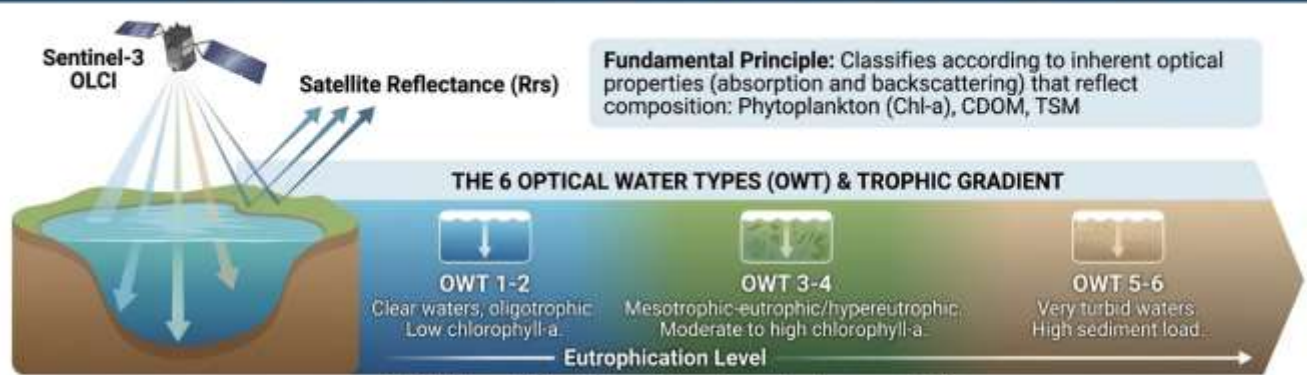 Sentinel-3
OLCI
Satellite Reflectance (Rrs)
Fundamental Principle: Classifies according to inherent optical
properties (absorption and backscattering) that reflect
composition: Phytoplankton (Chl-a), CDOM, TSM
THE 6 OPTICAL WATER TYPES (OWT) & TROPHIC GRADIENT
OWT 1-2
Clear waters, oligotrophic.
Low chlorophyll-a.
OWT 3-4
Mesotrophic-eutrophic/hypereutrophic.
Moderate to high chlorophyll-a.
OWT 5-6
Very turbid waters.
High sediment load.
Eutrophication Level